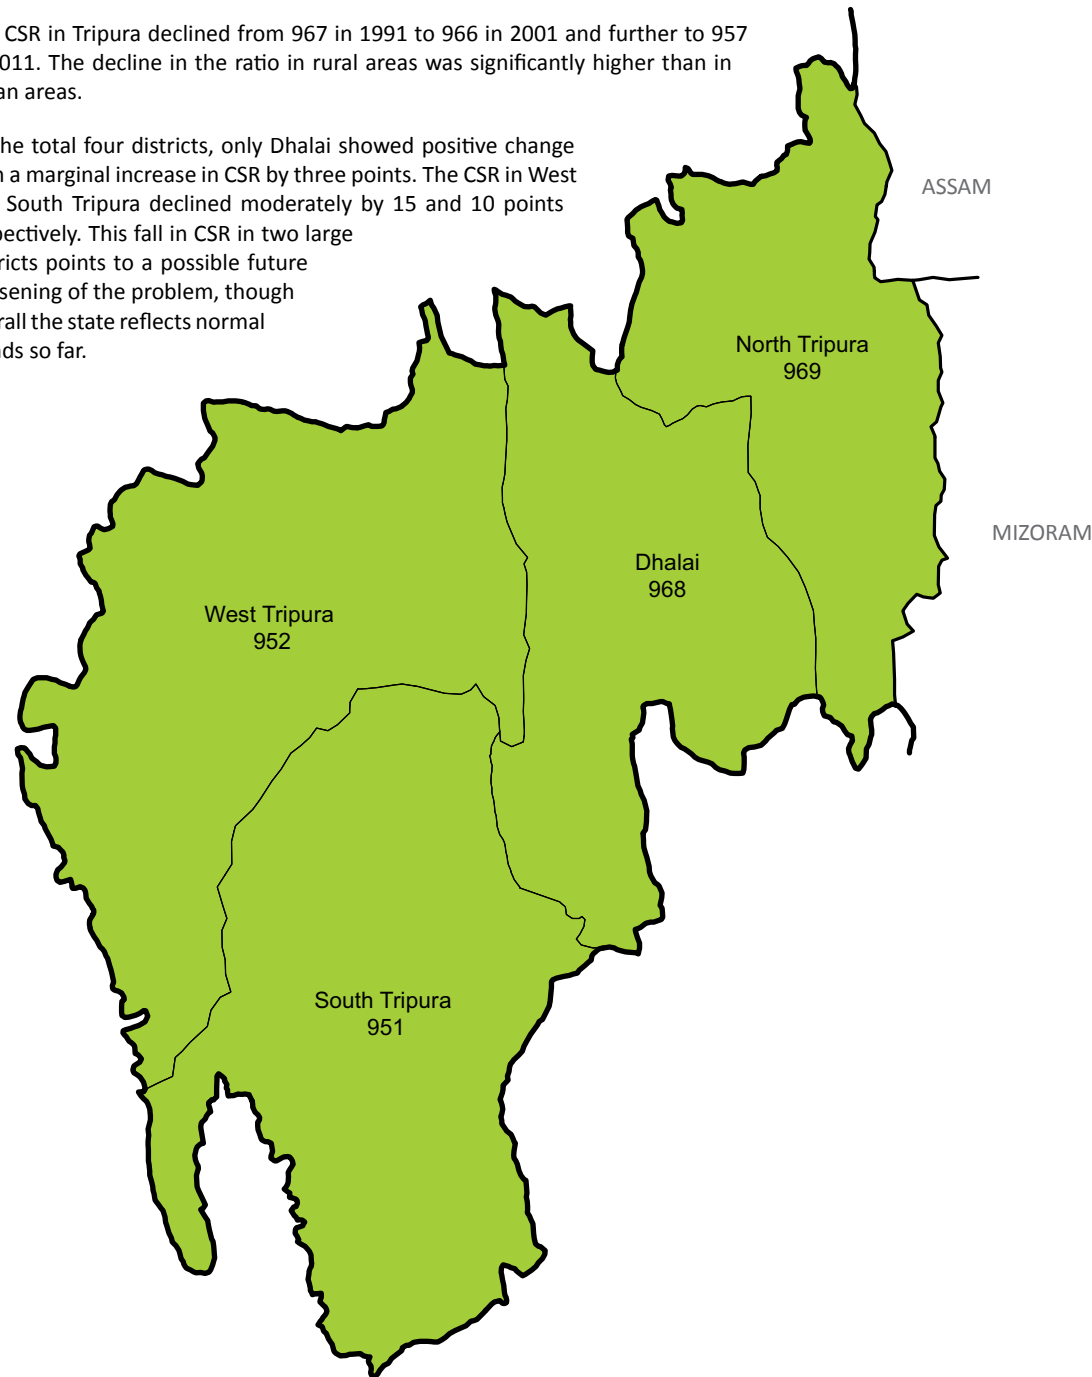 CSR in Tripura declined from 967 in 1991 to 966 in 2001 and further to 957
011. The decline in the ratio in rural areas was significantly higher than in
an areas.
he total four districts, only Dhalai showed positive change
a marginal increase in CSR by three points. The CSR in West
South Tripura declined moderately by 15 and 10 points
pectively. This fall in CSR in two large
ricts points to a possible future
sening of the problem, though
rall the state reflects normal
ds so far.
ASSAM
North Tripura
969
MIZORAM
Dhalai
968
West Tripura
952
South Tripura
951